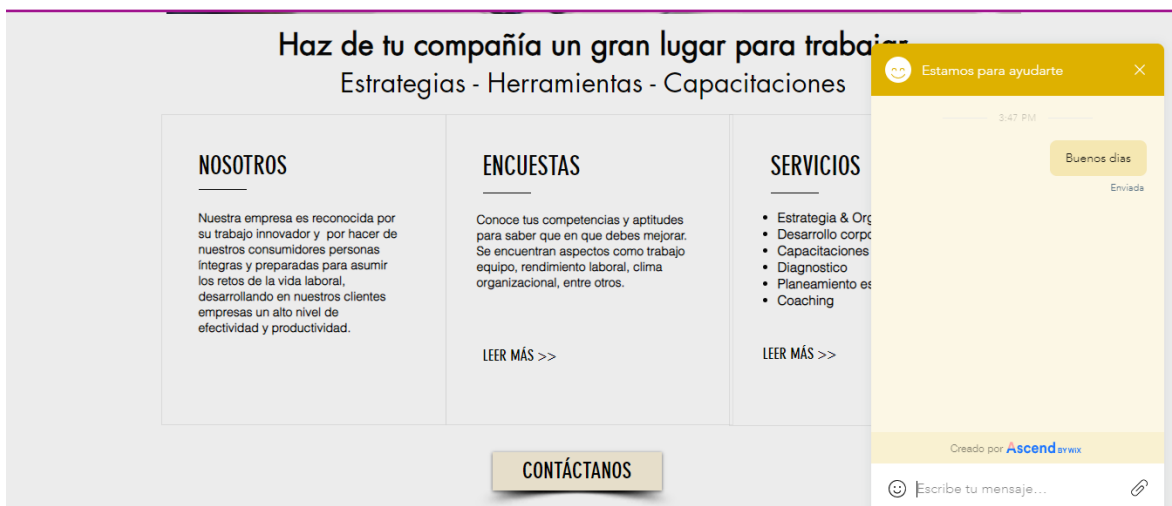 Haz de tu compañía un gran lugar para trabajar
Estrategias - Herramientas - Capacitaciones
NOSOTROS
Nuestra empresa es reconocida por
su trabajo innovador y por hacer de
nuestros consumidores personas
íntegras y preparadas para asumir
los retos de la vida laboral,
desarrollando en nuestros clientes
empresas un alto nivel de
efectividad y productividad.
ENCUESTAS
Conoce tus competencias y aptitudes
para saber que en que debes mejorar.
Se encuentran aspectos como trabajo
equipo, rendimiento laboral, clima
organizacional, entre otros.
LEER MÁS >>
SERVICIOS
Estrategia & Org
Desarrollo corpo
Capacitaciones
Diagnostico
Planeamiento es
Coaching
LEER MÁS >>
CONTÁCTANOS
Estamos para ayudarte
3:47 PM
Buenos dias
Enviada
Creado por Ascend BY WIX
Escribe tu mensaje...